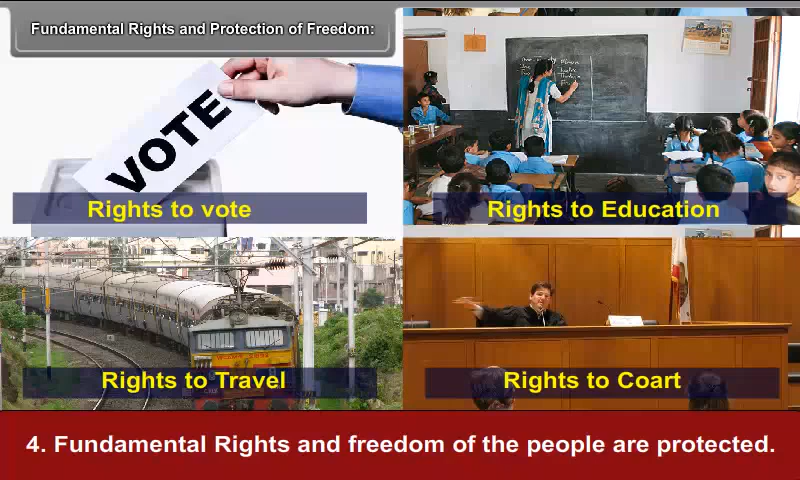 Fundamental Rights and Protection of Freedom:
VOTE
Rights to vote
Rights to Education
Rights to Travel
Rights to Coart
4. Fundamental Rights and freedom of the people are protected.